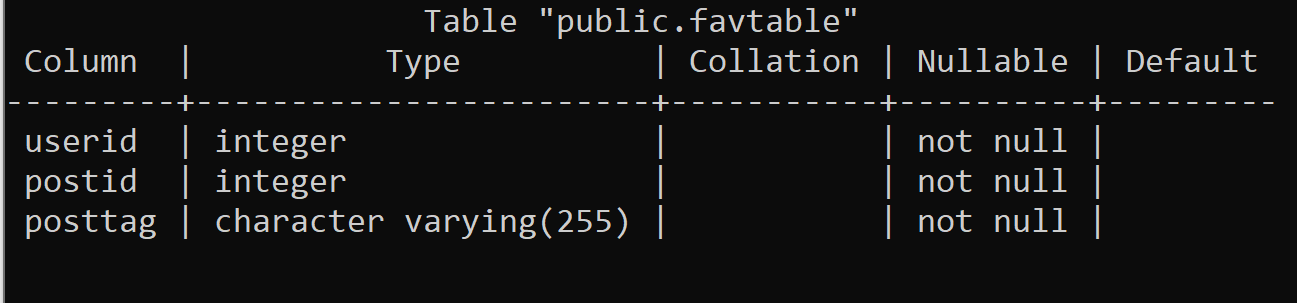 Table "public.favtable"
 Column  |          Type          | Collation | Nullable | Default
---------+------------------------+-----------+----------+---------
 userid  | integer                |           | not null |
 postid  | integer                |           | not null |
 posttag | character varying(255) |           | not null |